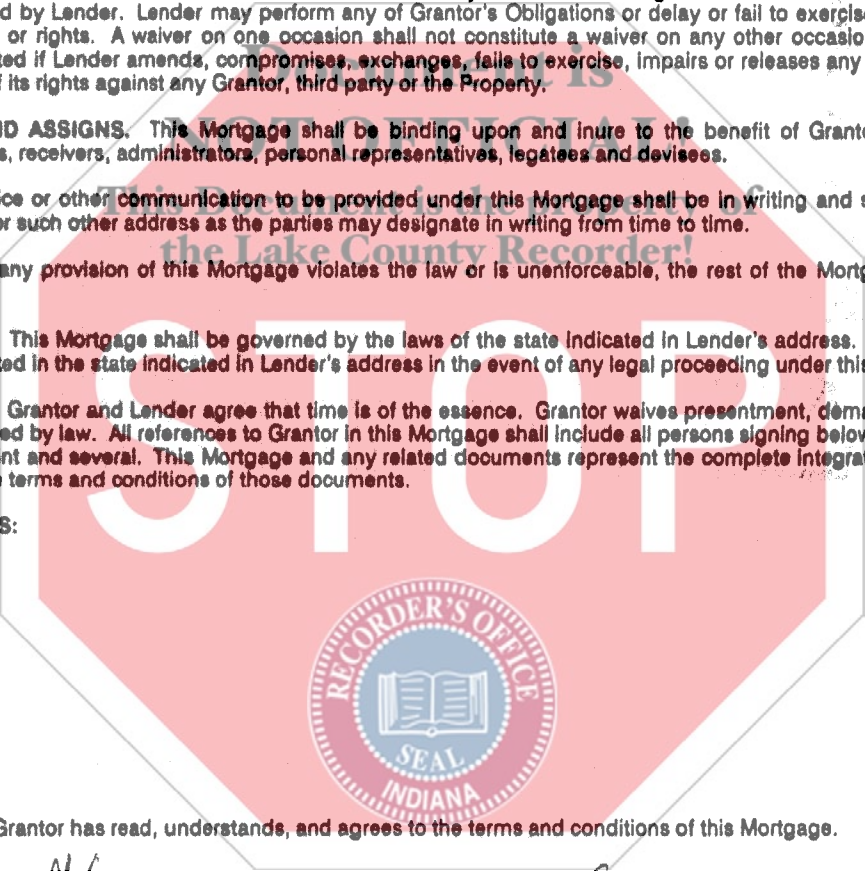 d by Lender. Lender may perform any of Grantor's Obligations or delay or fail to exercise
or rights. A waiver on one occasion shall not constitute a waiver on any other occasio
ted if Lender amends, compromises, exchanges, fails to exercise, impairs or releases any
f its rights against any Grantor, third party or the Property.
Document is
ND ASSIGNS. This Mortgage shall be binding upon and inure to the benefit of Granto
NOT OFFICIAL!
s, receivers, administrators, personal representatives, legatees and devisees.
ice or other communication to be provided under this Mortgage shall be in writing and s
This Document is the property of
or such other address as the parties may designate in writing from time to time.
the Lake County Recorder!
any provision of this Mortgage violates the law or is unenforceable, the rest of the Mortg
This Mortgage shall be governed by the laws of the state indicated in Lender's address.
ted in the state indicated in Lender's address in the event of any legal proceeding under this
STOP
Grantor and Lender agree that time is of the essence. Grantor waives presentment, dema
ed by law. All references to Grantor in this Mortgage shall include all persons signing below
nt and several. This Mortgage and any related documents represent the complete integrat
terms and conditions of those documents.
S:
RECORDER'S OFFICE
SEAL
INDIANA
Grantor has read, understands, and agrees to the terms and conditions of this Mortgage.